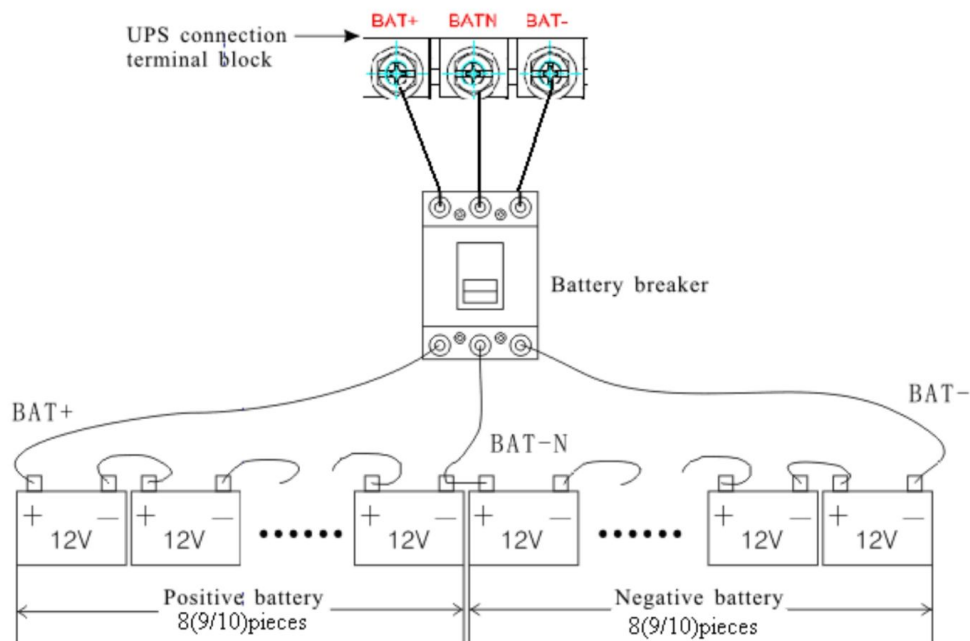 BAT+ BATN BAT-
UPS connection
terminal block
Battery breaker
BAT+
BAT-
BAT-N
+ — + — + — + — + — + —
12V 12V 12V 12V 12V 12V
Positive battery
8(9/10)pieces
Negative battery
8(9/10)pieces